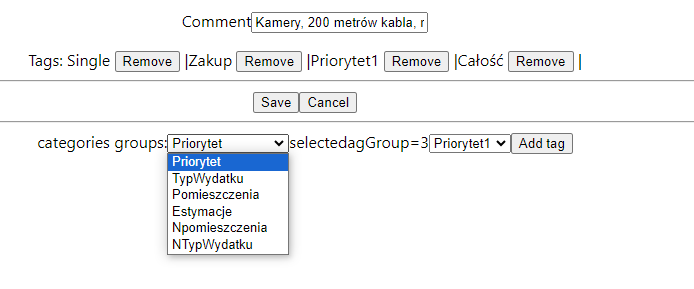 Comment Kamery, 200 metrów kabla, r
Tags: Single Remove |Zakup Remove |Priorytet1 Remove |Całość Remove |
Save Cancel
categories groups: Priorytet selectedagGroup=3 Priorytet1 Add tag
Priorytet
TypWydatku
Pomieszczenia
Estymacje
Npomieszczenia
NTypWydatku